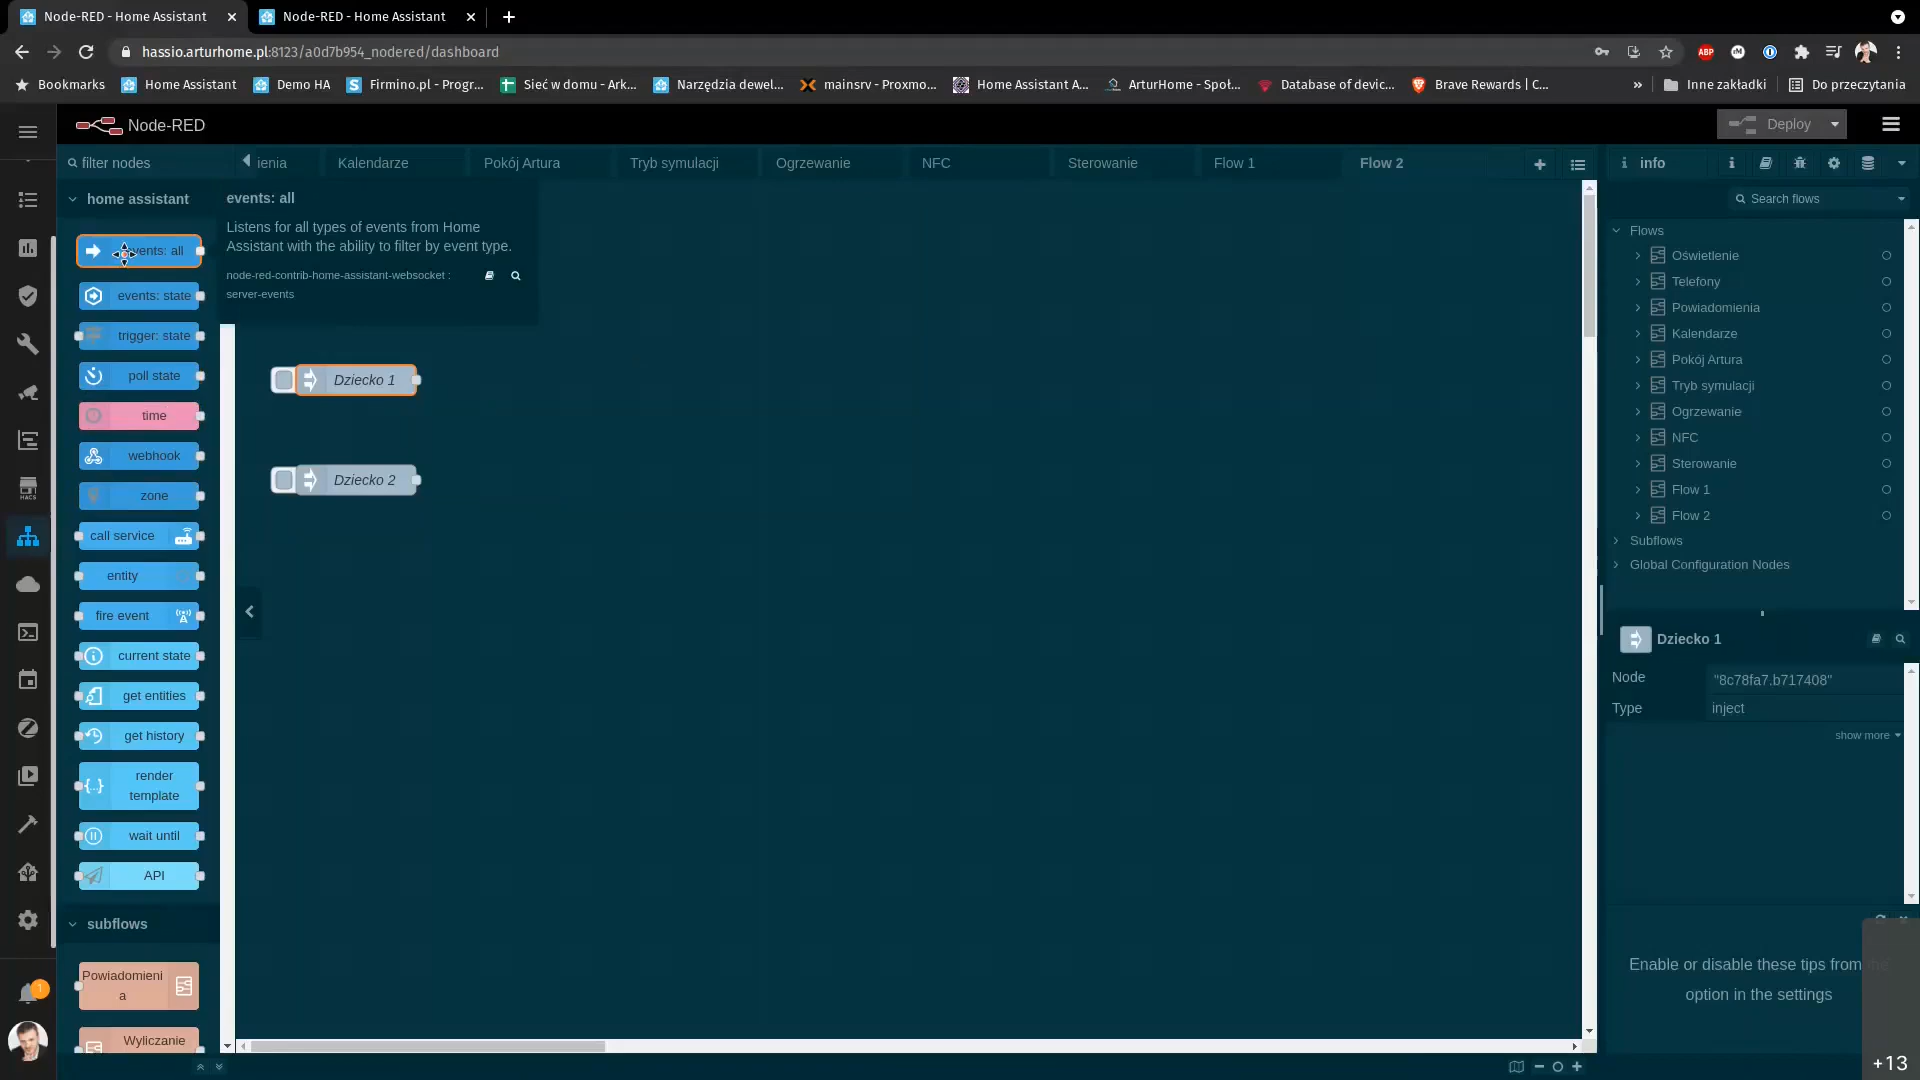 Node-RED - Home Assistant
Node-RED - Home Assistant
hassio.arturhome.pl:8123/a0d7b954_nodered/dashboard
ABP
Bookmarks
Home Assistant
Demo HA
Firmino.pl - Progr...
Sieć w domu - Ark...
Narzędzia dewel...
mainsrv - Proxmo...
Home Assistant A...
ArturHome - Społ...
Database of devic...
Brave Rewards | C...
»
Inne zakładki
Do przeczytania
Node-RED
Deploy
filter nodes
ienia
Kalendarze
Pokój Artura
Tryb symulacji
Ogrzewanie
NFC
Sterowanie
Flow 1
Flow 2
info
home assistant
Search flows
events: all
Listens for all types of events from Home
Assistant with the ability to filter by event type.
node-red-contrib-home-assistant-websocket :
server-events
vents: all
events: state
trigger: state
poll state
time
webhook
zone
call service
entity
fire event
current state
get entities
get history
render
template
wait until
API
subflows
Powiadomieni
a
Wyliczanie
HACS
1
Dziecko 1
Dziecko 2
Flows
Oświetlenie
Telefony
Powiadomienia
Kalendarze
Pokój Artura
Tryb symulacji
Ogrzewanie
NFC
Sterowanie
Flow 1
Flow 2
Subflows
Global Configuration Nodes
Dziecko 1
Node
"8c78fa7.b717408"
Type
inject
show more
Enable or disable these tips from
option in the settings
+13